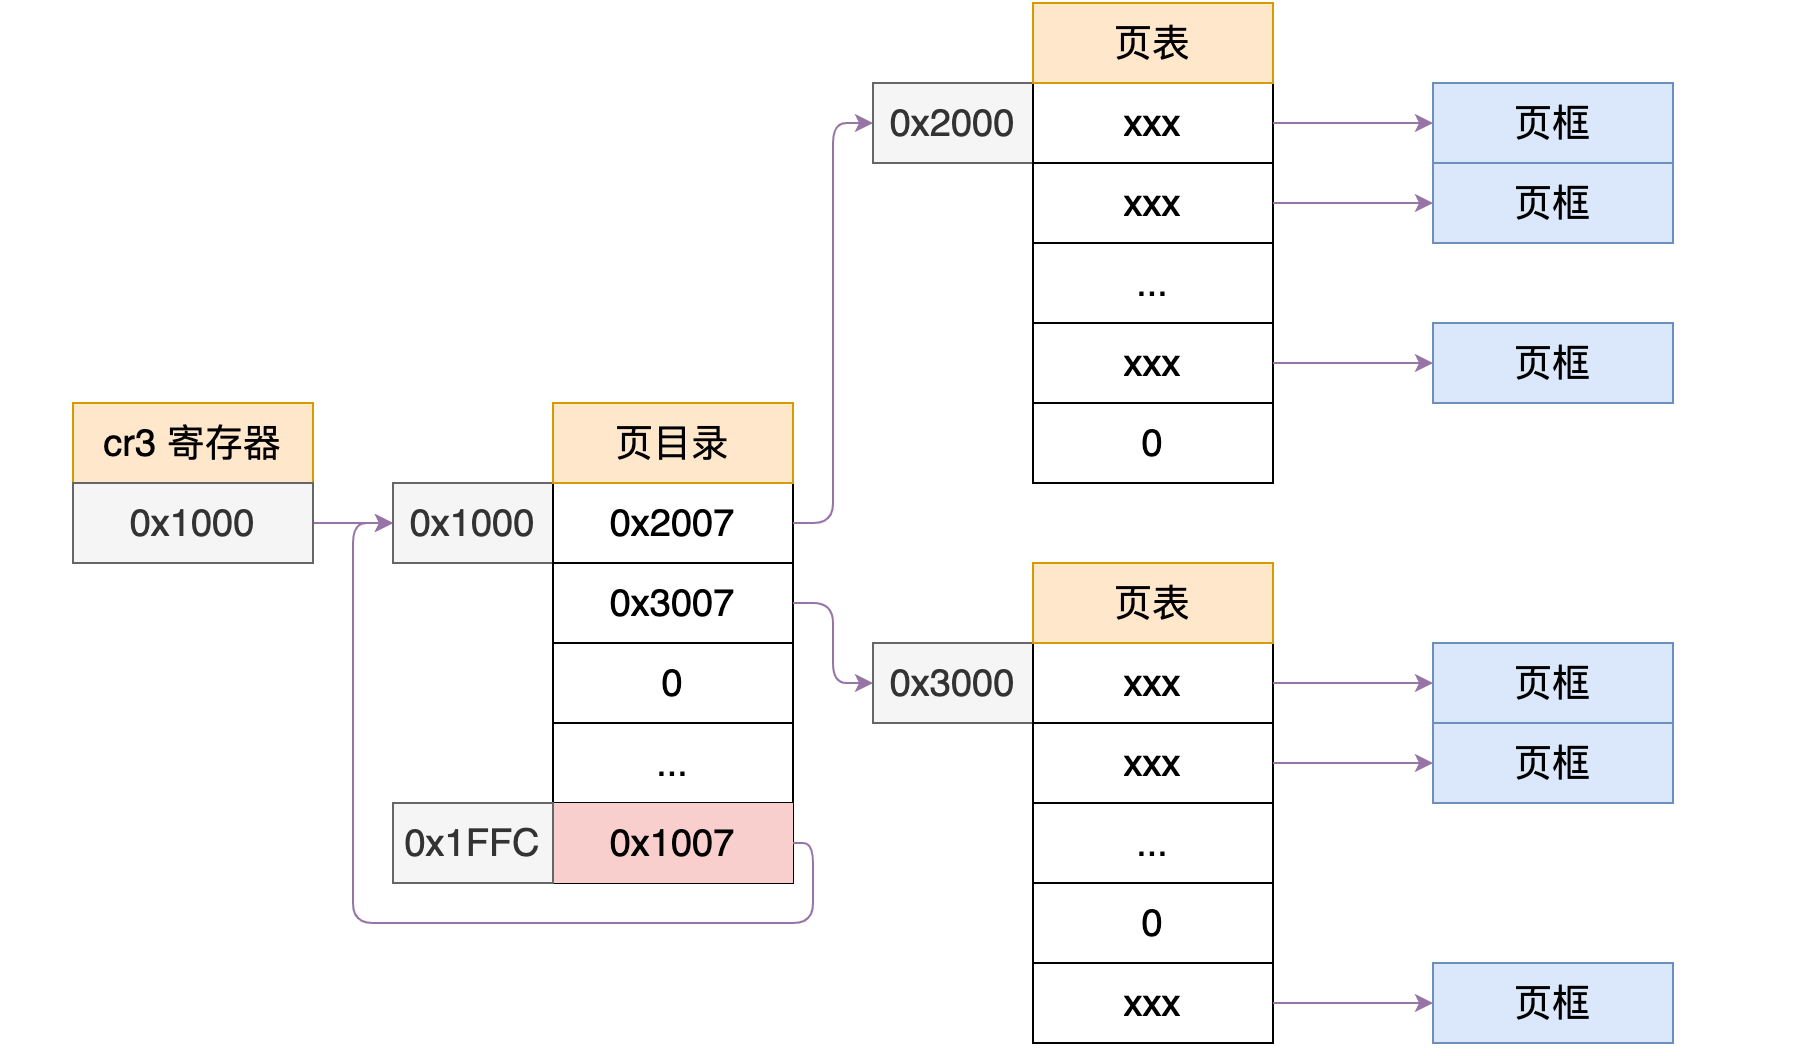 cr3 寄存器
0x1000
页目录
0x1000
0x2007
0x3007
0
...
0x1FFC
0x1007
页表
0x2000
xxx
xxx
...
xxx
0
页框
页框
页框
页表
0x3000
xxx
xxx
...
0
xxx
页框
页框
页框